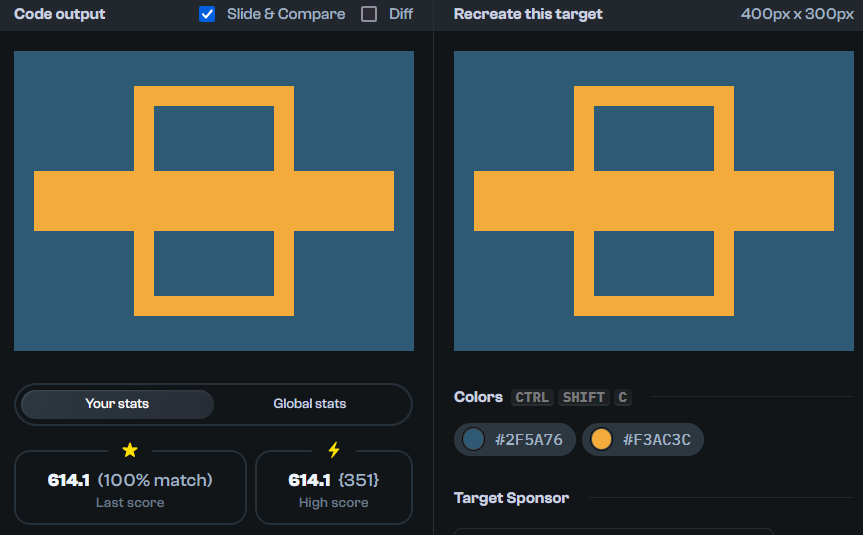 Code output
Slide & Compare
Diff
Recreate this target
400px x 300px
Your stats
Global stats
614.1 (100% match)
Last score
614.1 {351}
High score
Colors CTRL SHIFT C
#2F5A76
#F3AC3C
Target Sponsor